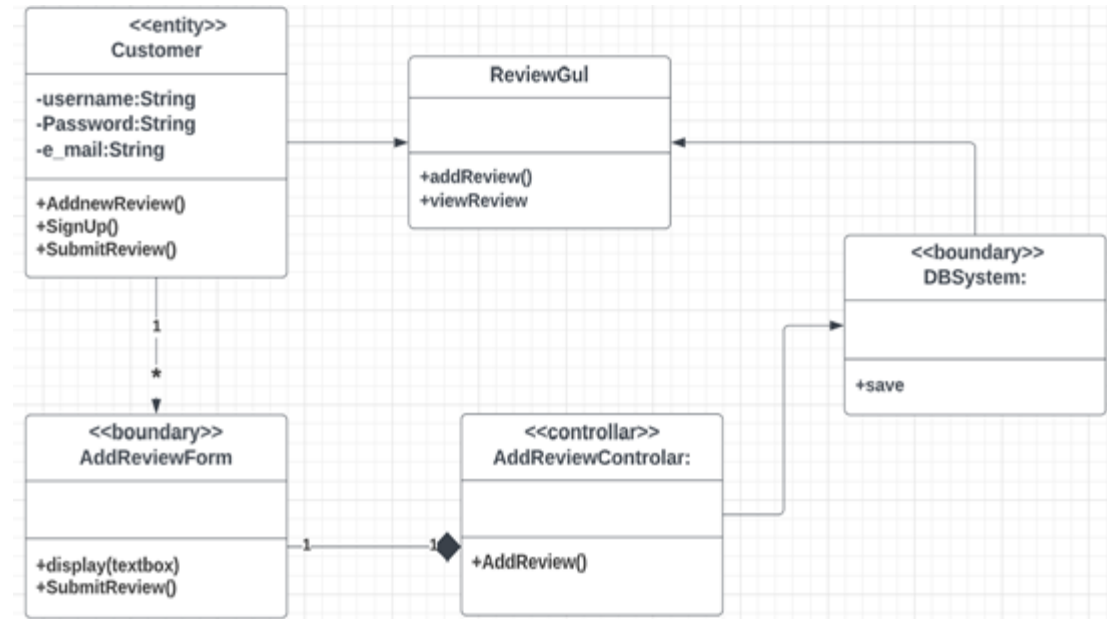 <<entity>>
Customer
-username:String
-Password:String
-e_mail:String
+AddnewReview()
+SignUp()
+SubmitReview()
ReviewGuI
+addReview()
+viewReview
<<boundary>>
DBSystem:
+save
1
*
<<boundary>>
AddReviewForm
+display(textbox)
+SubmitReview()
1
1
<<controllar>>
AddReviewControlar:
+AddReview()